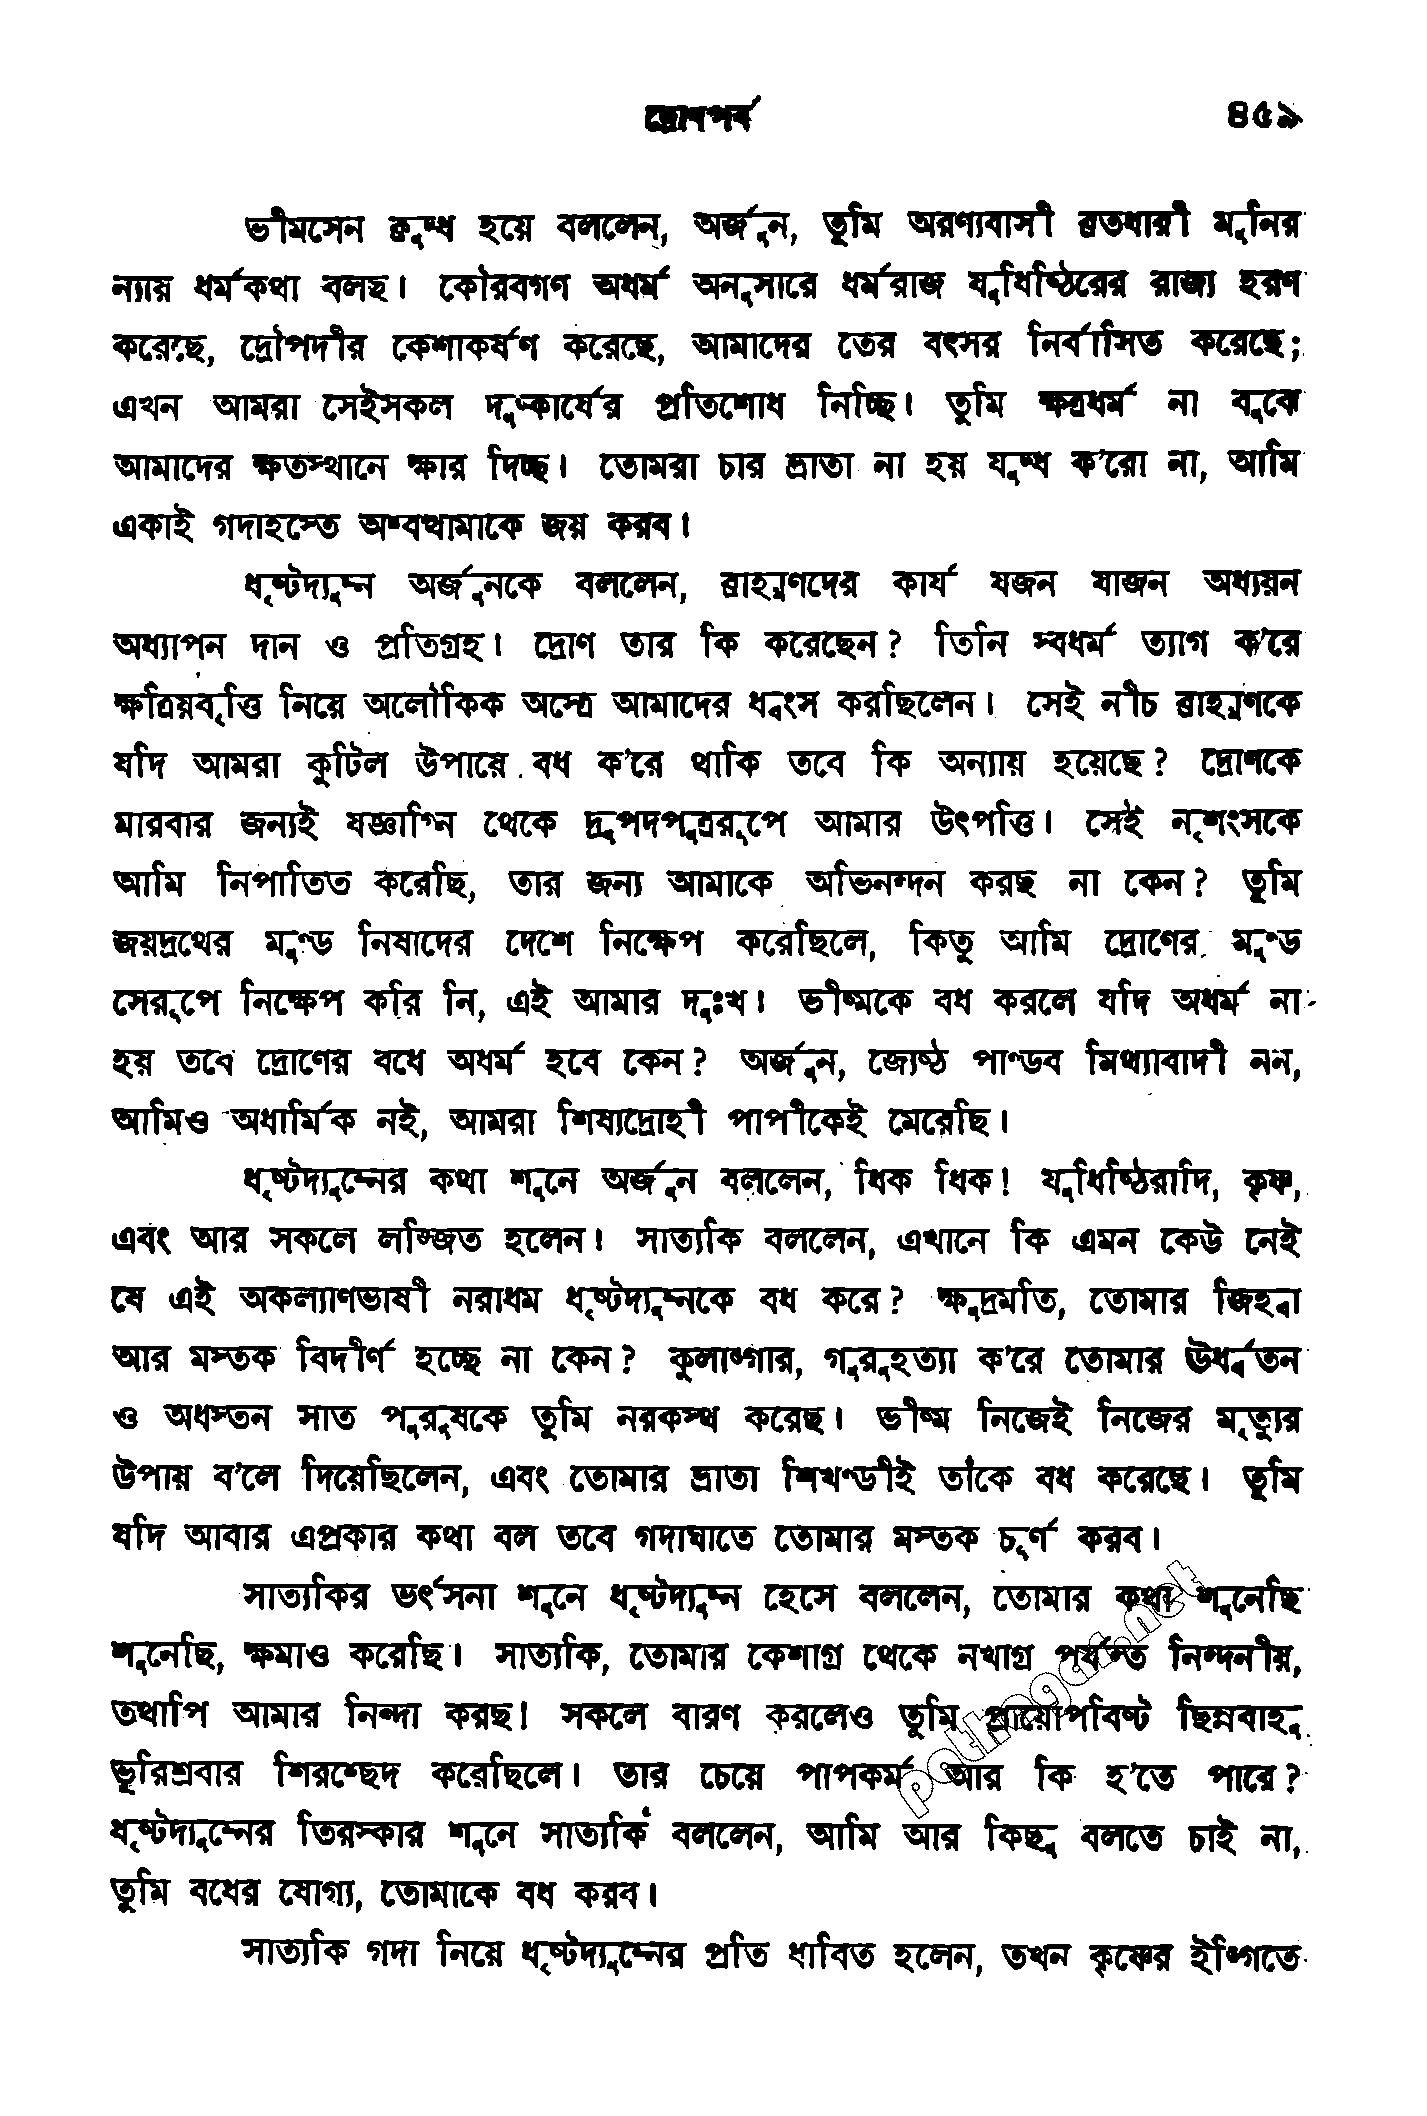 দ্রোণপর্ব ৪৫৯
ভীমসেন ক্রুদ্ধ হয়ে বললেন, অর্জুন, তুমি অরণ্যবাসী ব্রতধারী মুনির
ন্যায় ধর্মকথা বলছ। কৌরবগণ অধর্ম অনুসারে ধর্মরাজ যুধিষ্ঠিরের রাজ্য হরণ
করেছে, দ্রৌপদীর কেশাকর্ষণ করেছে, আমাদের তের বৎসর নির্বাসিত করেছে;
এখন আমরা সেইসকল দুষ্কার্যের প্রতিশোধ নিচ্ছি। তুমি ক্ষত্রধর্ম না বুঝে
আমাদের ক্ষতস্থানে ক্ষার দিচ্ছ। তোমরা চার ভ্রাতা না হয় যুদ্ধ ক'রো না, আমি
একাই গদাহস্তে অশ্বত্থামাকে জয় করব।
ধৃষ্টদ্যুম্ন অর্জুনকে বললেন, ব্রাহ্মণদের কার্য যজন যাজন অধ্যয়ন
অধ্যাপন দান ও প্রতিগ্রহ। দ্রোণ তার কি করেছেন? তিনি স্বধর্ম ত্যাগ ক'রে
ক্ষত্রিয়বৃত্তি নিয়ে অলৌকিক অস্ত্রে আমাদের ধ্বংস করছিলেন। সেই নীচ ব্রাহ্মণকে
যদি আমরা কুটিল উপায়ে বধ ক'রে থাকি তবে কি অন্যায় হয়েছে? দ্রোণকে
মারবার জন্যই যজ্ঞাগ্নি থেকে দ্রুপদপুত্ররূপে আমার উৎপত্তি। সেই নৃশংসকে
আমি নিপাতিত করেছি, তার জন্য আমাকে অভিনন্দন করছ না কেন? তুমি
জয়দ্রথের মুণ্ড নিষাদের দেশে নিক্ষেপ করেছিলে, কিন্তু আমি দ্রোণের মুণ্ড
সেরূপে নিক্ষেপ করি নি, এই আমার দুঃখ। ভীষ্মকে বধ করলে যদি অধর্ম না
হয় তবে দ্রোণের বধে অধর্ম হবে কেন? অর্জুন, জ্যেষ্ঠ পাণ্ডব মিথ্যাবাদী নন,
আমিও অধার্মিক নই, আমরা শিষ্যদ্রোহী পাপীকেই মেরেছি।
ধৃষ্টদ্যুম্নের কথা শুনে অর্জুন বললেন, ধিক ধিক! যুধিষ্ঠিরাদি, কৃষ্ণ,
এবং আর সকলে লজ্জিত হলেন। সাত্যকি বললেন, এখানে কি এমন কেউ নেই
যে এই অকল্যাণভাষী নরাধম ধৃষ্টদ্যুম্নকে বধ করে? ক্ষুদ্রমতি, তোমার জিহ্বা
আর মস্তক বিদীর্ণ হচ্ছে না কেন? কুলাঙ্গার, গুরুহত্যা ক'রে তোমার ঊর্ধ্বতন
ও অধস্তন সাত পুরুষকে তুমি নরকস্থ করেছ। ভীষ্ম নিজেই নিজের মৃত্যুর
উপায় ব'লে দিয়েছিলেন, এবং তোমার ভ্রাতা শিখণ্ডীই তাঁকে বধ করেছে। তুমি
যদি আবার এপ্রকার কথা বল তবে গদাঘাতে তোমার মস্তক চূর্ণ করব।
সাত্যকির ভর্ৎসনা শুনে ধৃষ্টদ্যুম্ন হেসে বললেন, তোমার কথা শুনেছি
শুনেছি, ক্ষমাও করেছি। সাত্যকি, তোমার কেশাগ্র থেকে নখাগ্র পর্যন্ত নিন্দনীয়,
তথাপি আমার নিন্দা করছ! সকলে বারণ করলেও তুমি প্রায়োপবিষ্ট ছিন্নবাহু
ভূরিশ্রবার শিরশ্ছেদ করেছিলে। তার চেয়ে পাপকর্ম আর কি হ'তে পারে?
ধৃষ্টদ্যুম্নের তিরস্কার শুনে সাত্যকি বললেন, আমি আর কিছু বলতে চাই না,
তুমি বধের যোগ্য, তোমাকে বধ করব।
সাত্যকি গদা নিয়ে ধৃষ্টদ্যুম্নের প্রতি ধাবিত হলেন, তখন কৃষ্ণের ইঙ্গিতে
pathagar.net